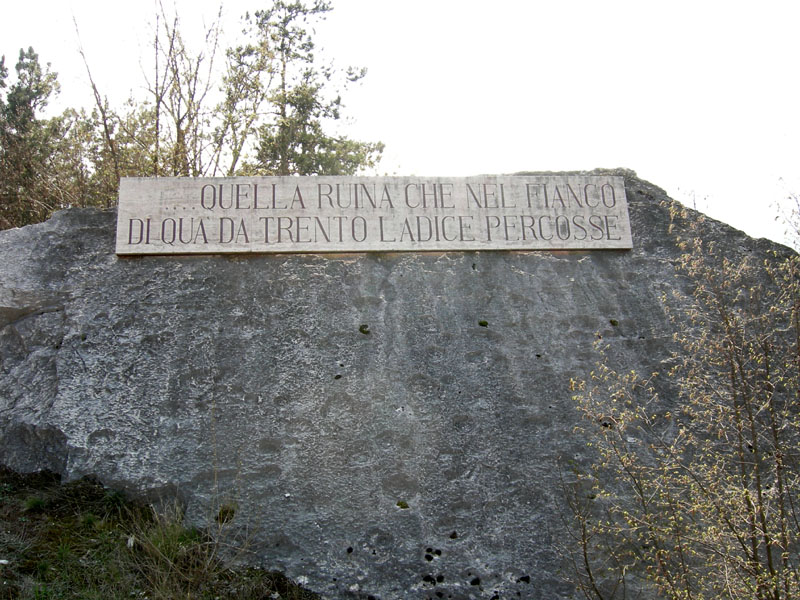 .....QUELLA RUINA CHE NEL FIANCO
DI QUA DA TRENTO L'ADICE PERCOSSE